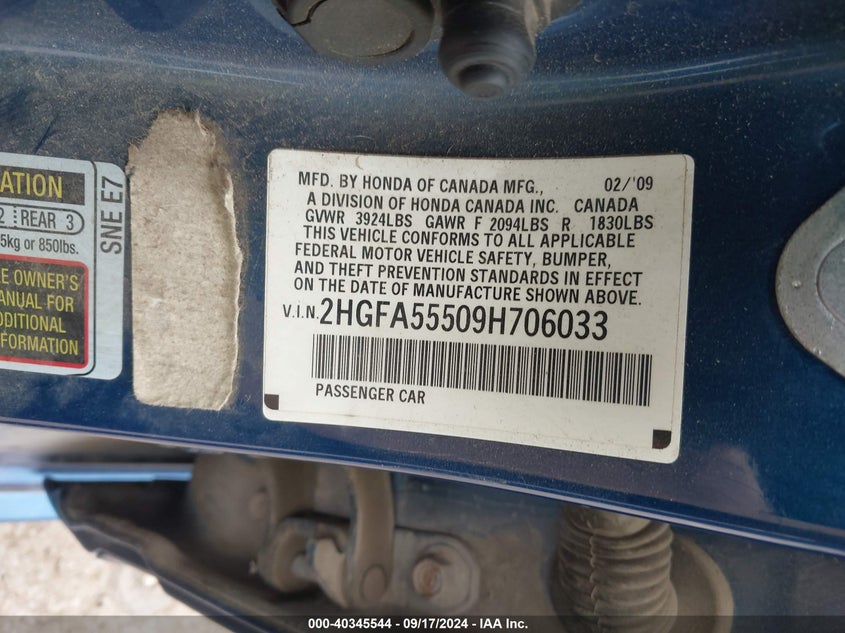 ATION
2 REAR 3
5kg or 850lbs.
E OWNER'S
ANUAL FOR
DDITIONAL
FORMATION
SNE E7
MFD. BY HONDA OF CANADA MFG., 02/'09
A DIVISION OF HONDA CANADA INC. CANADA
GVWR 3924LBS GAWR F 2094LBS R 1830LBS
THIS VEHICLE CONFORMS TO ALL APPLICABLE
FEDERAL MOTOR VEHICLE SAFETY, BUMPER,
AND THEFT PREVENTION STANDARDS IN EFFECT
ON THE DATE OF MANUFACTURE SHOWN ABOVE.
V.I.N. 2HGFA55509H706033
PASSENGER CAR
000-40345544 / 09/17/2024 - IAA Inc.